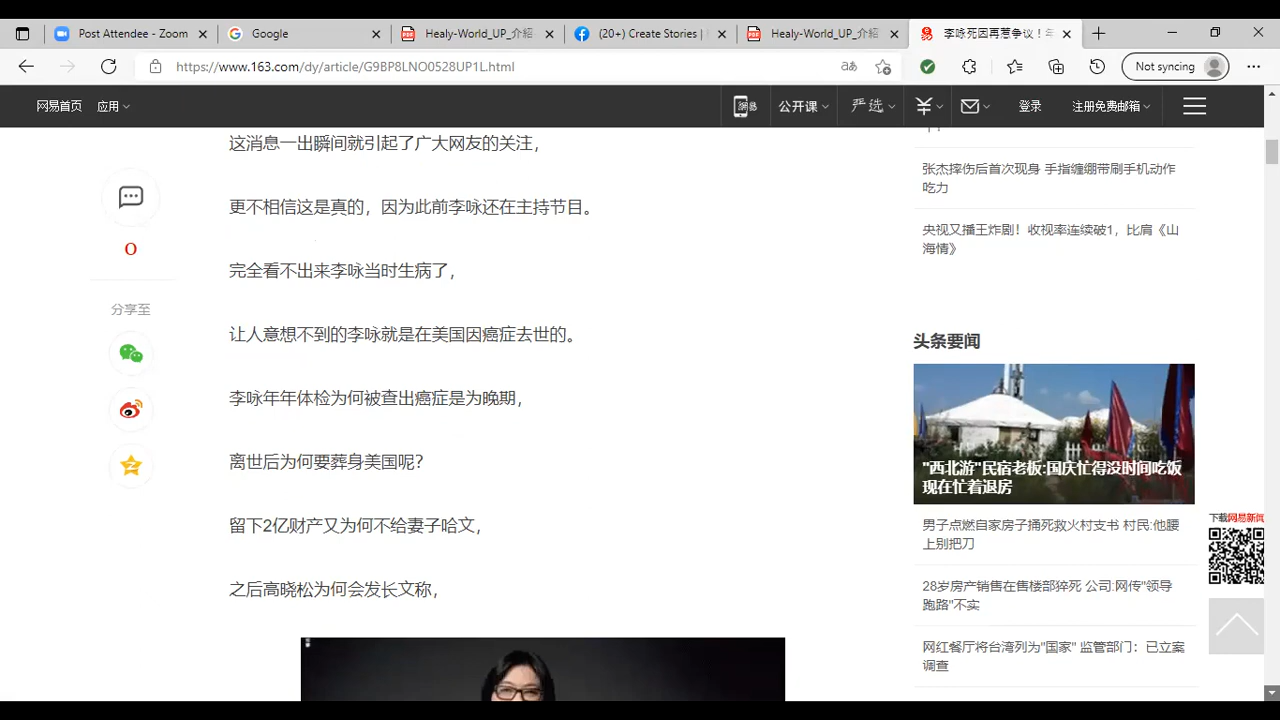 Post Attendee - Zoom
Google
Healy-World_UP_介紹
(20+) Create Stories |
Healy-World_UP_介紹
李咏死因再惹争议！年
https://www.163.com/dy/article/G9BP8LNO0528UP1L.html
Not syncing
网易首页
应用
公开课
严选
登录
注册免费邮箱
这消息一出瞬间就引起了广大网友的关注，
更不相信这是真的，因为此前李咏还在主持节目。
完全看不出来李咏当时生病了，
让人意想不到的李咏就是在美国因癌症去世的。
李咏年年体检为何被查出癌症是为晚期，
离世后为何要葬身美国呢？
留下2亿财产又为何不给妻子哈文，
之后高晓松为何会发长文称，
0
分享至
张杰摔伤后首次现身 手指缠绷带刷手机动作
吃力
央视又播王炸剧！收视率连续破1，比肩《山
海情》
头条要闻
"西北游"民宿老板:国庆忙得没时间吃饭
现在忙着退房
男子点燃自家房子捅死救火村支书 村民:他腰
上别把刀
28岁房产销售在售楼部猝死 公司:网传"领导
跑路"不实
网红餐厅将台湾列为"国家" 监管部门：已立案
调查
下载网易新闻